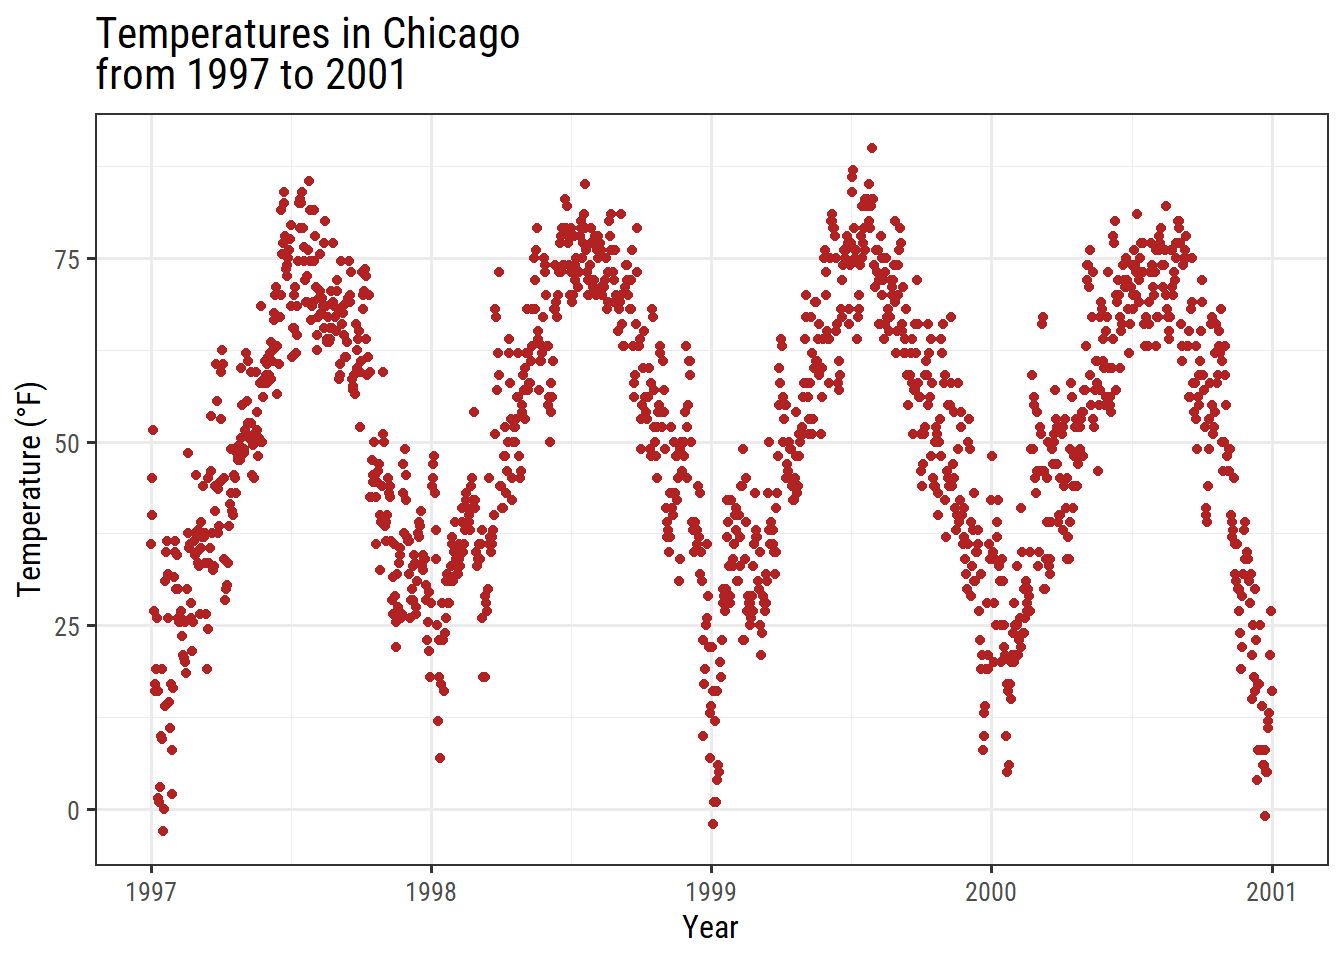 Temperatures in Chicago
from 1997 to 2001
Temperature (°F)
75
50
25
0
1997 1998 1999 2000 2001
Year